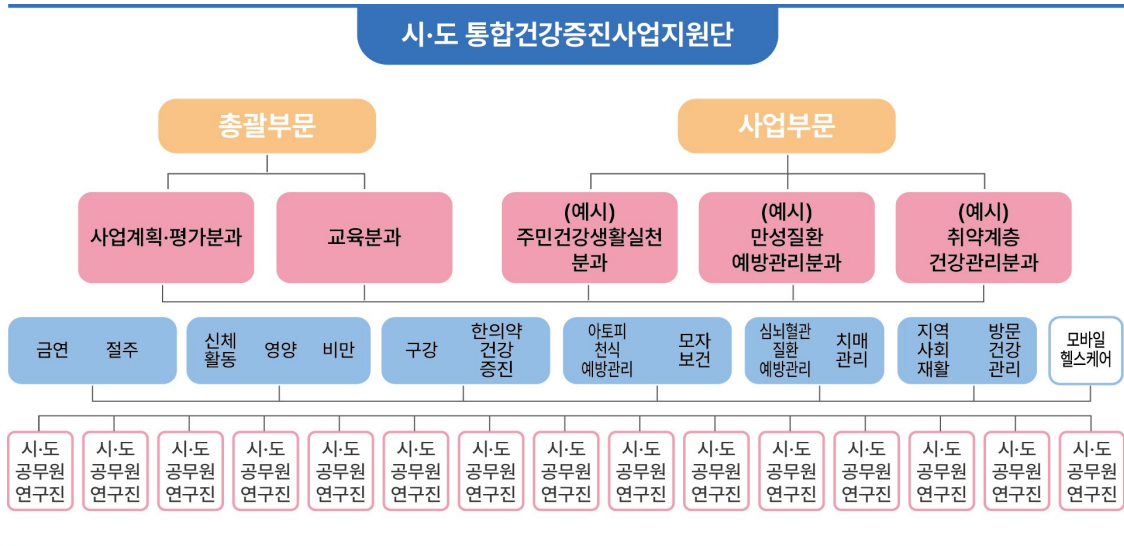 시·도 통합건강증진사업지원단
총괄부문
사업부문
사업계획·평가분과
교육분과
(예시)
주민건강생활실천
분과
(예시)
만성질환
예방관리분과
(예시)
취약계층
건강관리분과
금연
절주
신체
활동
영양
비만
구강
한의약
건강
증진
아토피
천식
예방관리
모자
보건
심뇌혈관
질환
예방관리
치매
관리
지역
사회
재활
방문
건강
관리
모바일
헬스케어
시·도
공무원
연구진
시·도
공무원
연구진
시·도
공무원
연구진
시·도
공무원
연구진
시·도
공무원
연구진
시·도
공무원
연구진
시·도
공무원
연구진
시·도
공무원
연구진
시·도
공무원
연구진
시·도
공무원
연구진
시·도
공무원
연구진
시·도
공무원
연구진
시·도
공무원
연구진
시·도
공무원
연구진
시·도
공무원
연구진